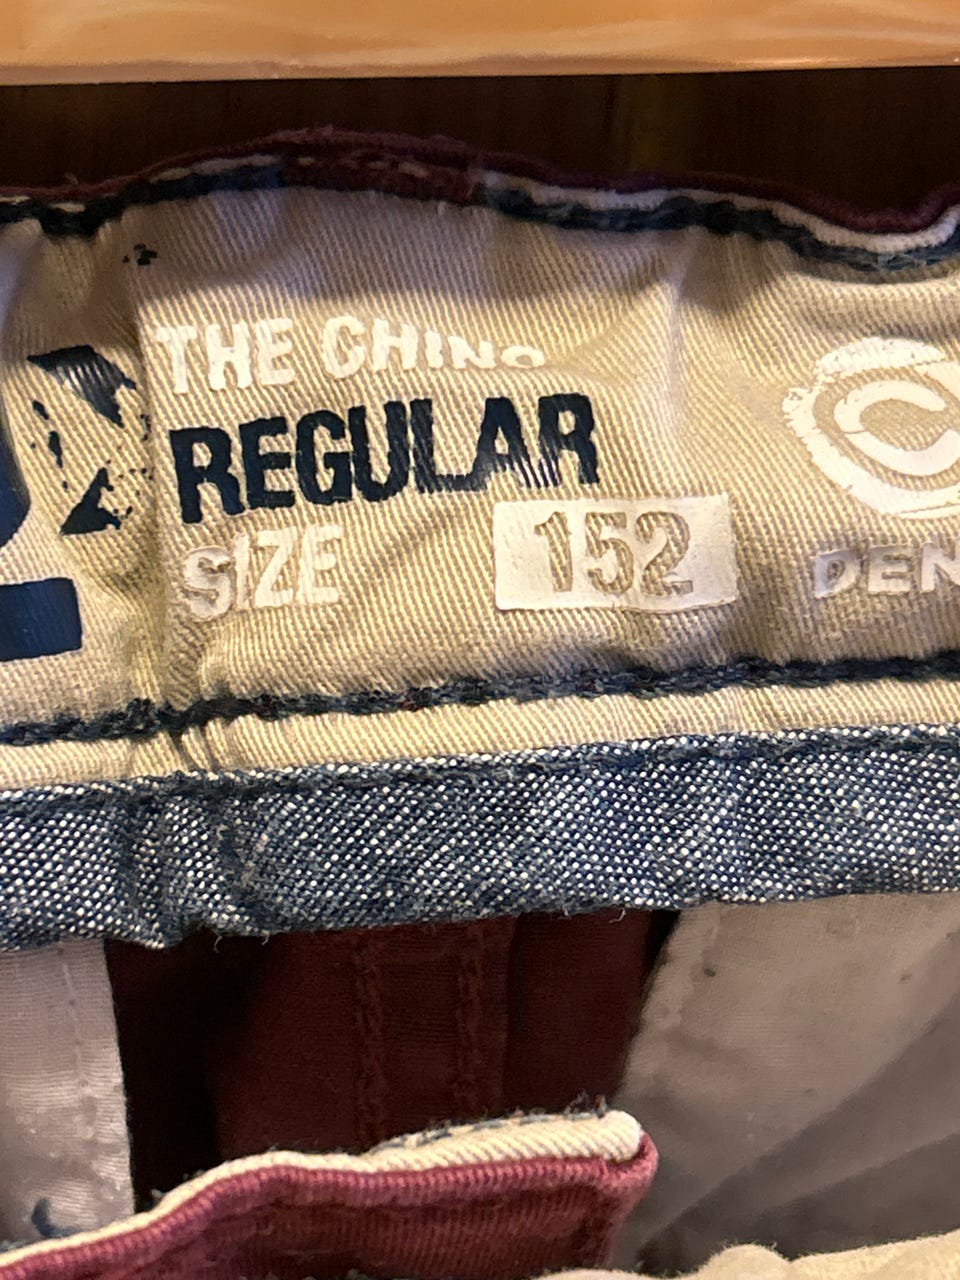 THE CHINO
REGULAR
SIZE 152
C
DEN